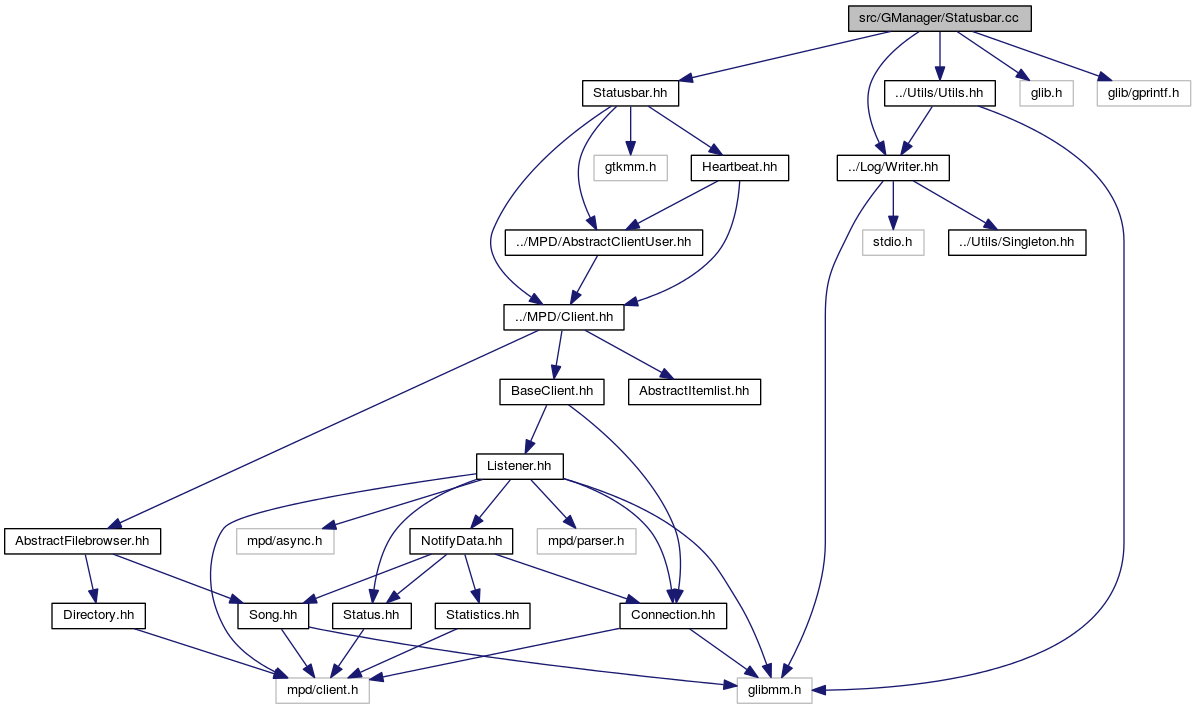 src/GManager/Statusbar.cc
Statusbar.hh
../Utils/Utils.hh
glib.h
glib/gprintf.h
gtkmm.h
Heartbeat.hh
../Log/Writer.hh
../MPD/AbstractClientUser.hh
stdio.h
../Utils/Singleton.hh
../MPD/Client.hh
BaseClient.hh
AbstractItemlist.hh
Listener.hh
AbstractFilebrowser.hh
mpd/async.h
NotifyData.hh
mpd/parser.h
Directory.hh
Song.hh
Status.hh
Statistics.hh
Connection.hh
mpd/client.h
glibmm.h